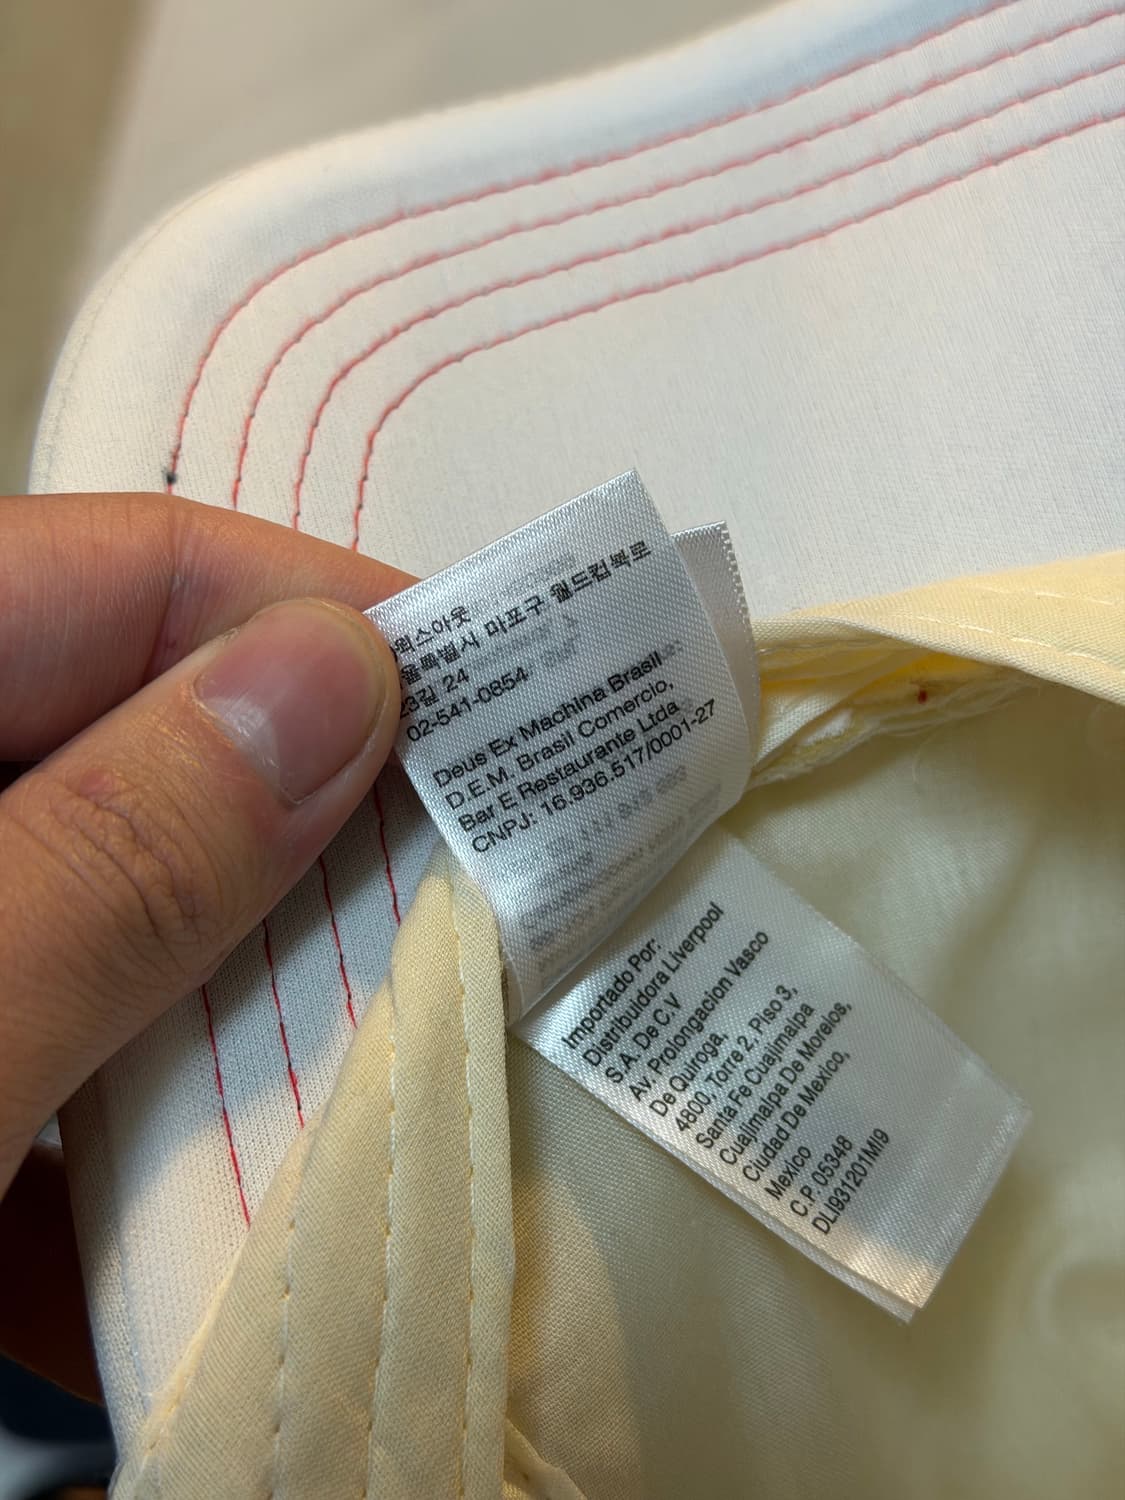 웍스아웃
서울특별시 마포구 월드컵북로
23길 24
02-541-0854
Deus Ex Machina Brasil
D.E.M. Brasil Comercio,
Bar E Restaurante Ltda
CNPJ: 16.936.517/0001-27
Importado Por:
Distribuidora Liverpool
S.A. De C.V
Av. Prolongacion Vasco
De Quiroga,
4800, Torre 2, Piso 3,
Santa Fe Cuajimalpa
Cuajimalpa De Morelos,
Ciudad De Mexico,
Mexico
C.P. 05348
DLI931201MI9